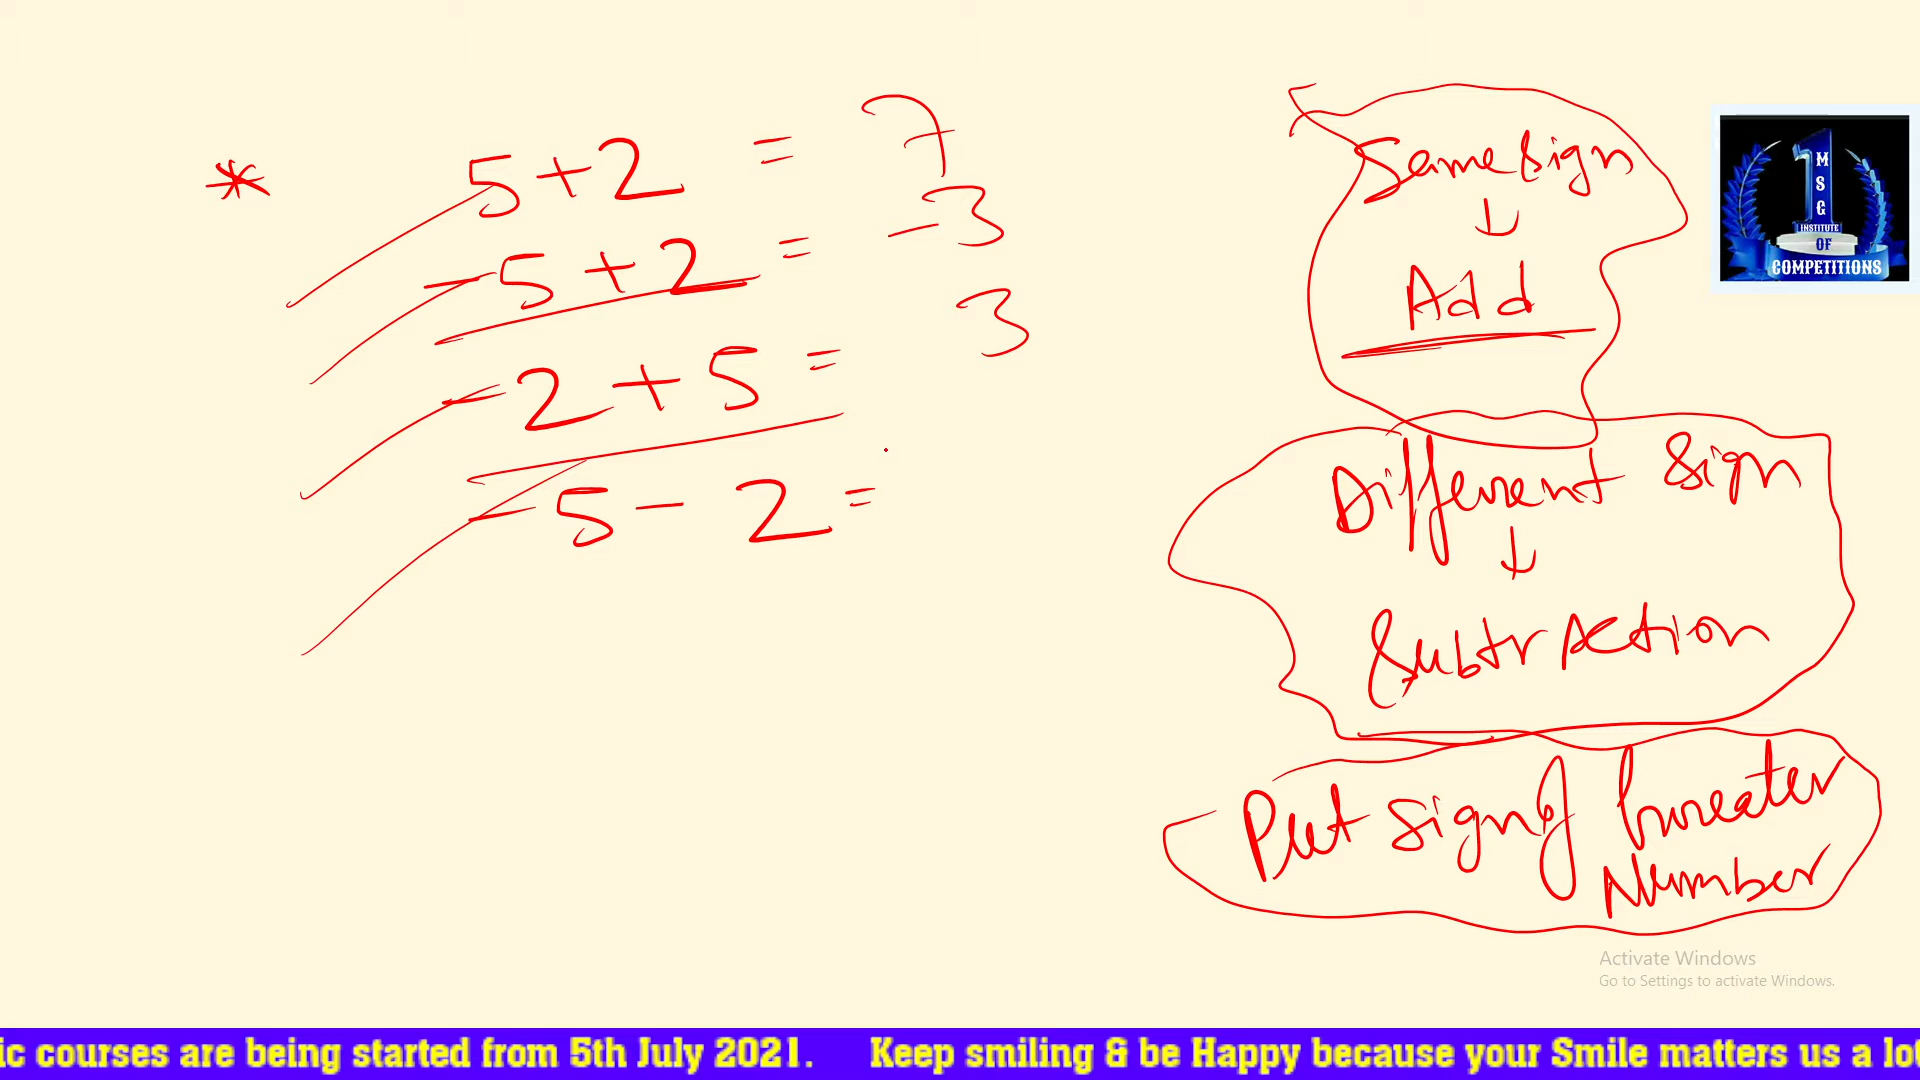 * 5+2 = 7
-5+2 = -3
-2+5 = 3
-5-2=
Same Sign
↓
Add
Different Sign
↓
SubtrAction
Put sign of Greater
Number
1
M
S
G
INSTITUTE
OF
COMPETITIONS
Activate Windows
Go to Settings to activate Windows.
ic courses are being started from 5th July 2021. Keep smiling & be Happy because your Smile matters us a lot